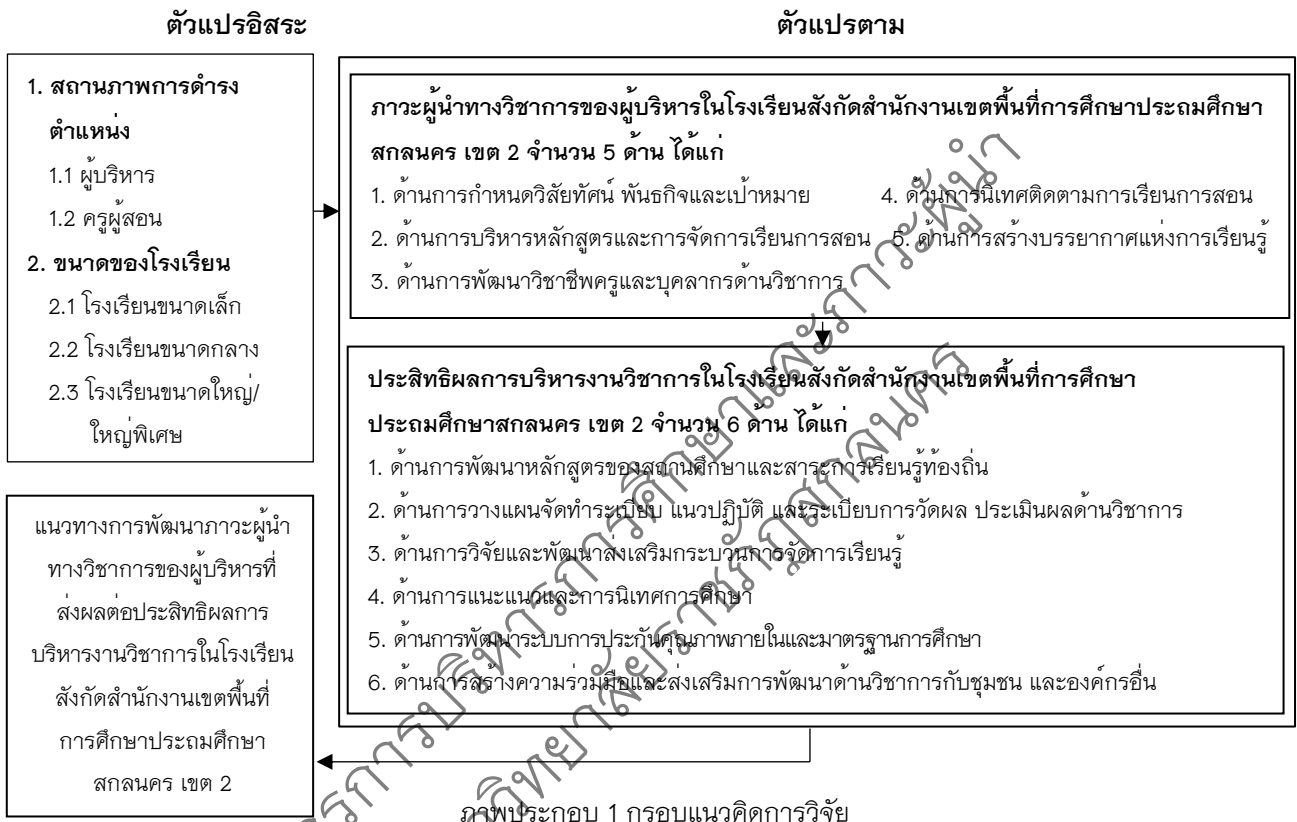 ตัวแปรอิสระ
1. สถานภาพการดำรง
ตำแหน่ง
1.1 ผู้บริหาร
1.2 ครูผู้สอน
2. ขนาดของโรงเรียน
2.1 โรงเรียนขนาดเล็ก
2.2 โรงเรียนขนาดกลาง
2.3 โรงเรียนขนาดใหญ่/
ใหญ่พิเศษ
ตัวแปรตาม
ภาวะผู้นำทางวิชาการของผู้บริหารในโรงเรียนสังกัดสำนักงานเขตพื้นที่การศึกษาประถมศึกษา
สกลนคร เขต 2 จำนวน 5 ด้าน ได้แก่
1. ด้านการกำหนดวิสัยทัศน์ พันธกิจและเป้าหมาย
2. ด้านการบริหารหลักสูตรและการจัดการเรียนการสอน
3. ด้านการพัฒนาวิชาชีพครูและบุคลากรด้านวิชาการ
4. ด้านการนิเทศติดตามการเรียนการสอน
5. ด้านการสร้างบรรยากาศแห่งการเรียนรู้
ประสิทธิผลการบริหารงานวิชาการในโรงเรียนสังกัดสำนักงานเขตพื้นที่การศึกษา
ประถมศึกษาสกลนคร เขต 2 จำนวน 6 ด้าน ได้แก่
1. ด้านการพัฒนาหลักสูตรของสถานศึกษาและสาระการเรียนรู้ท้องถิ่น
2. ด้านการวางแผนจัดทำระเบียบ แนวปฏิบัติ และระเบียบการวัดผล ประเมินผลด้านวิชาการ
3. ด้านการวิจัยและพัฒนาส่งเสริมกระบวนการจัดการเรียนรู้
4. ด้านการแนะแนวและการนิเทศการศึกษา
5. ด้านการพัฒนาระบบการประกันคุณภาพภายในและมาตรฐานการศึกษา
6. ด้านการสร้างความร่วมมือและส่งเสริมการพัฒนาด้านวิชาการกับชุมชน และองค์กรอื่น
แนวทางการพัฒนาภาวะผู้นำ
ทางวิชาการของผู้บริหารที่
ส่งผลต่อประสิทธิผลการ
บริหารงานวิชาการในโรงเรียน
สังกัดสำนักงานเขตพื้นที่
การศึกษาประถมศึกษา
สกลนคร เขต 2
ภาพประกอบ 1 กรอบแนวคิดการวิจัย
การบริหารการศึกษาและภาวะผู้นำ
วิทยาลัยราชภัฏสกลนคร